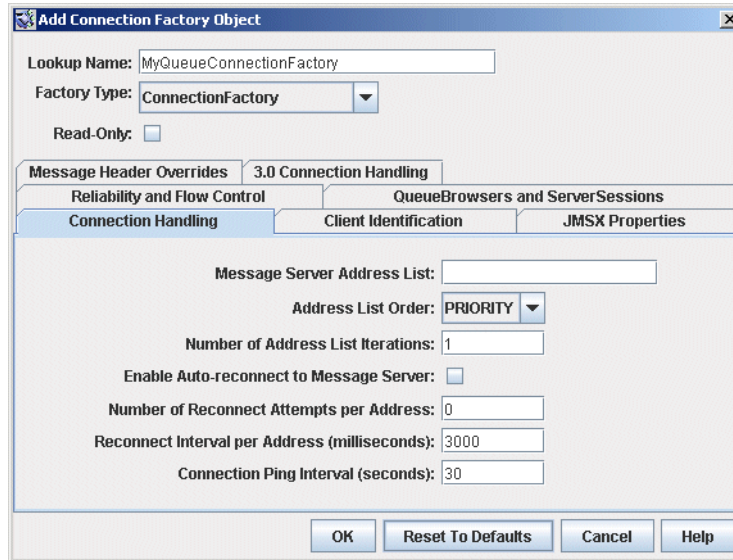 Add Connection Factory Object
Lookup Name: MyQueueConnectionFactory
Factory Type: ConnectionFactory
Read-Only:
Message Header Overrides 3.0 Connection Handling
Reliability and Flow Control QueueBrowsers and ServerSessions
Connection Handling Client Identification JMSX Properties
Message Server Address List:
Address List Order: PRIORITY
Number of Address List Iterations: 1
Enable Auto-reconnect to Message Server:
Number of Reconnect Attempts per Address: 0
Reconnect Interval per Address (milliseconds): 3000
Connection Ping Interval (seconds): 30
OK Reset To Defaults Cancel Help